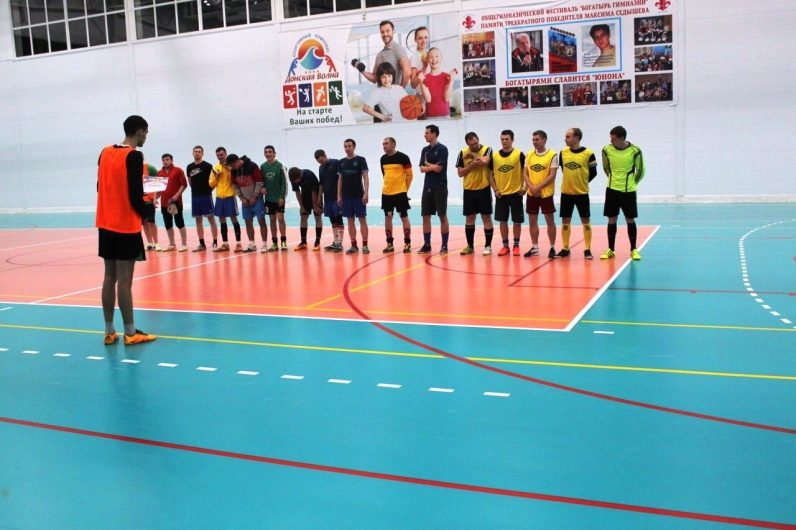 Донская Волна
На старте
Ваших побед!
ОБЩЕГИМНАЗИЧЕСКИЙ ФЕСТИВАЛЬ "БОГАТЫРЬ ГИМНАЗИИ"
ПАМЯТИ ТРЕХКРАТНОГО ПОБЕДИТЕЛЯ МАКСИМА СЕДЫШЕВА
БОГАТЫРЯМИ СЛАВИТСЯ "ЮНОНА"